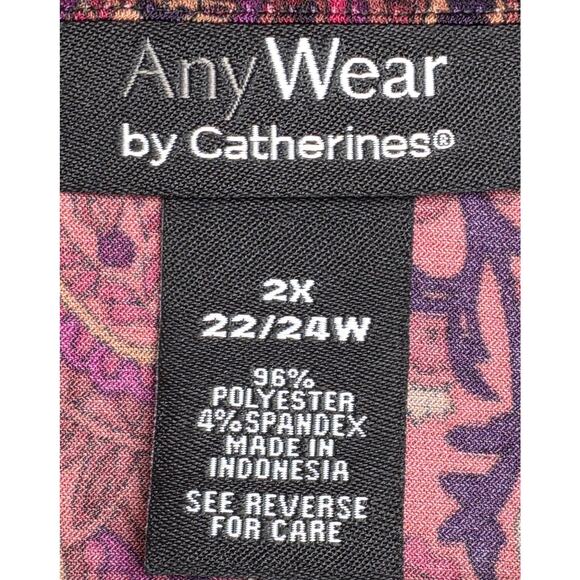 AnyWear
by Catherines®
2X
22/24W
96%
POLYESTER
4% SPANDEX
MADE IN
INDONESIA
SEE REVERSE
FOR CARE